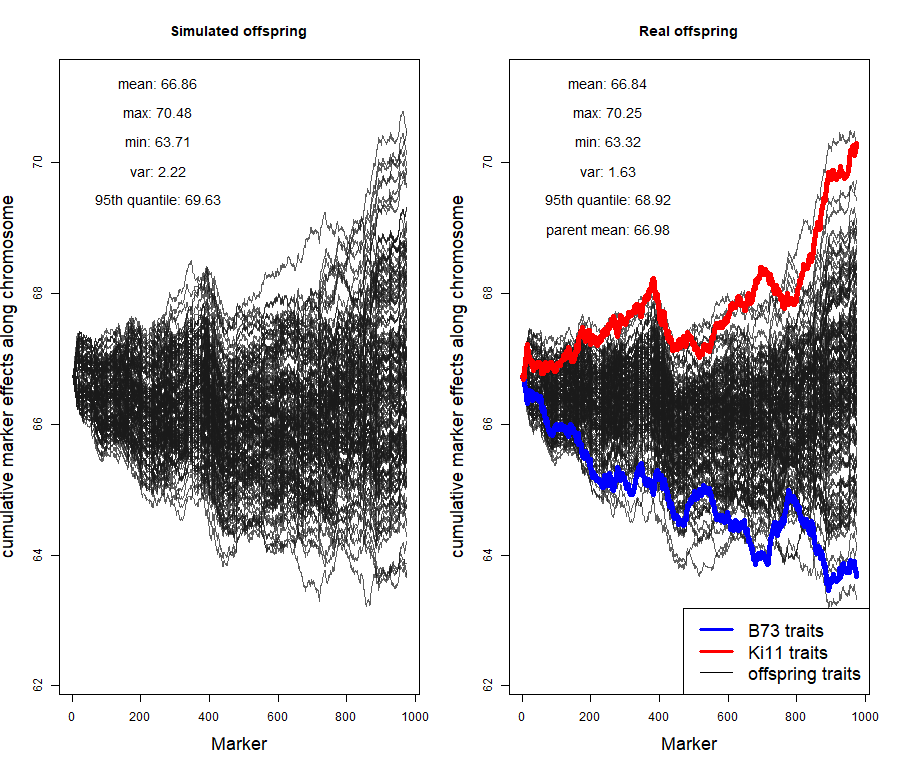 Simulated offspring
mean: 66.86
max: 70.48
min: 63.71
var: 2.22
95th quantile: 69.63
cumulative marker effects along chromosome
62
64
66
68
70
0
200
400
600
800
1000
Marker
Real offspring
mean: 66.84
max: 70.25
min: 63.32
var: 1.63
95th quantile: 68.92
parent mean: 66.98
cumulative marker effects along chromosome
62
64
66
68
70
B73 traits
Ki11 traits
offspring traits
0
200
400
600
800
1000
Marker